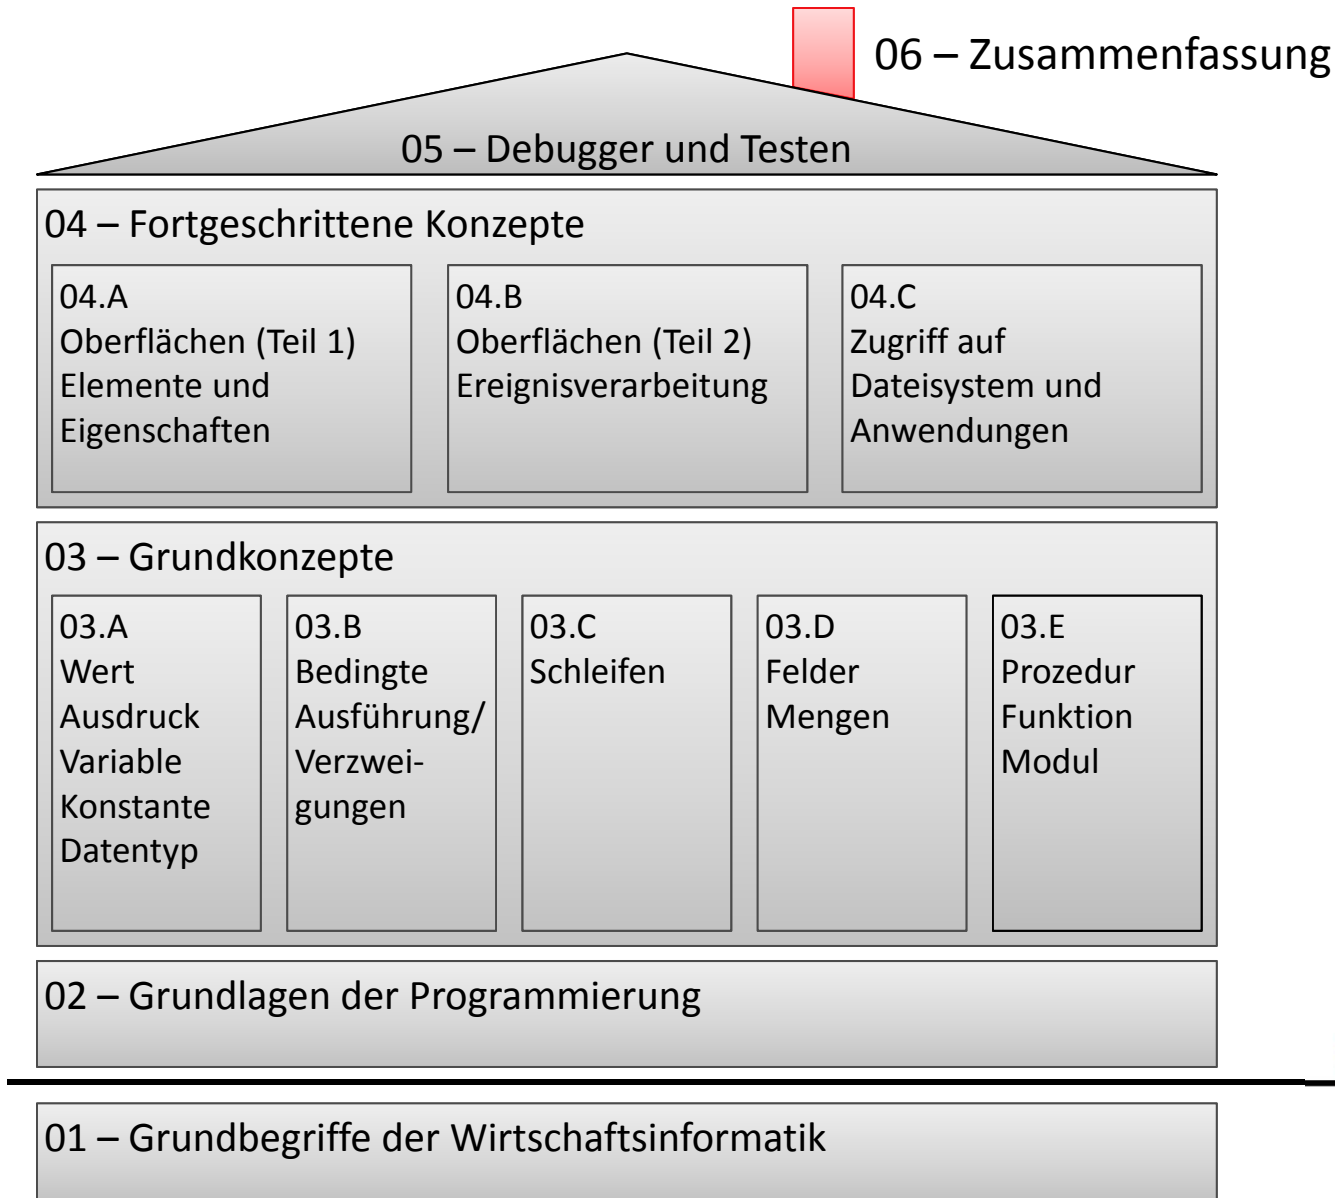 06 – Zusammenfassung
05 – Debugger und Testen
04 – Fortgeschrittene Konzepte
04.A
Oberflächen (Teil 1)
Elemente und
Eigenschaften
04.B
Oberflächen (Teil 2)
Ereignisverarbeitung
04.C
Zugriff auf
Dateisystem und
Anwendungen
03 – Grundkonzepte
03.A
Wert
Ausdruck
Variable
Konstante
Datentyp
03.B
Bedingte
Ausführung/
Verzwei-
gungen
03.C
Schleifen
03.D
Felder
Mengen
03.E
Prozedur
Funktion
Modul
02 – Grundlagen der Programmierung
01 – Grundbegriffe der Wirtschaftsinformatik